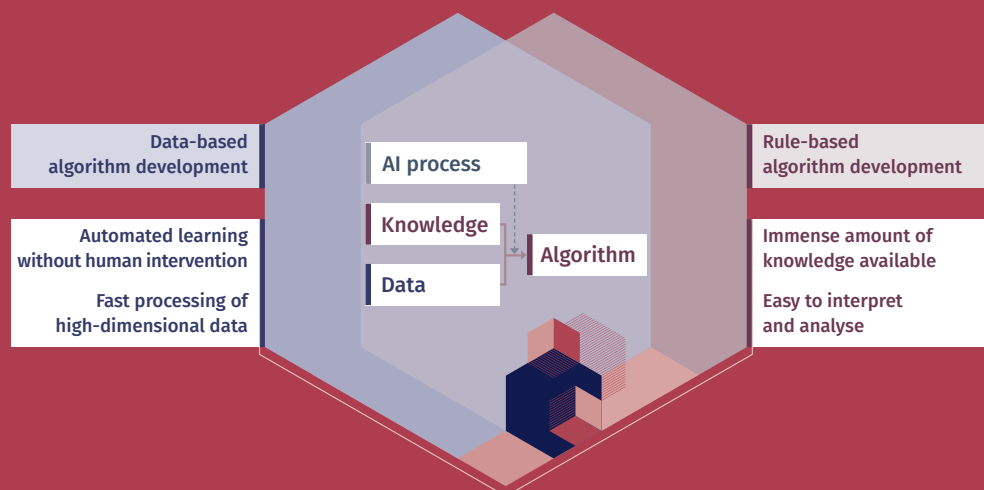 Data-based
algorithm development
Automated learning
without human intervention
Fast processing of
high-dimensional data
AI process
Knowledge
Data
Algorithm
Rule-based
algorithm development
Immense amount of
knowledge available
Easy to interpret
and analyse